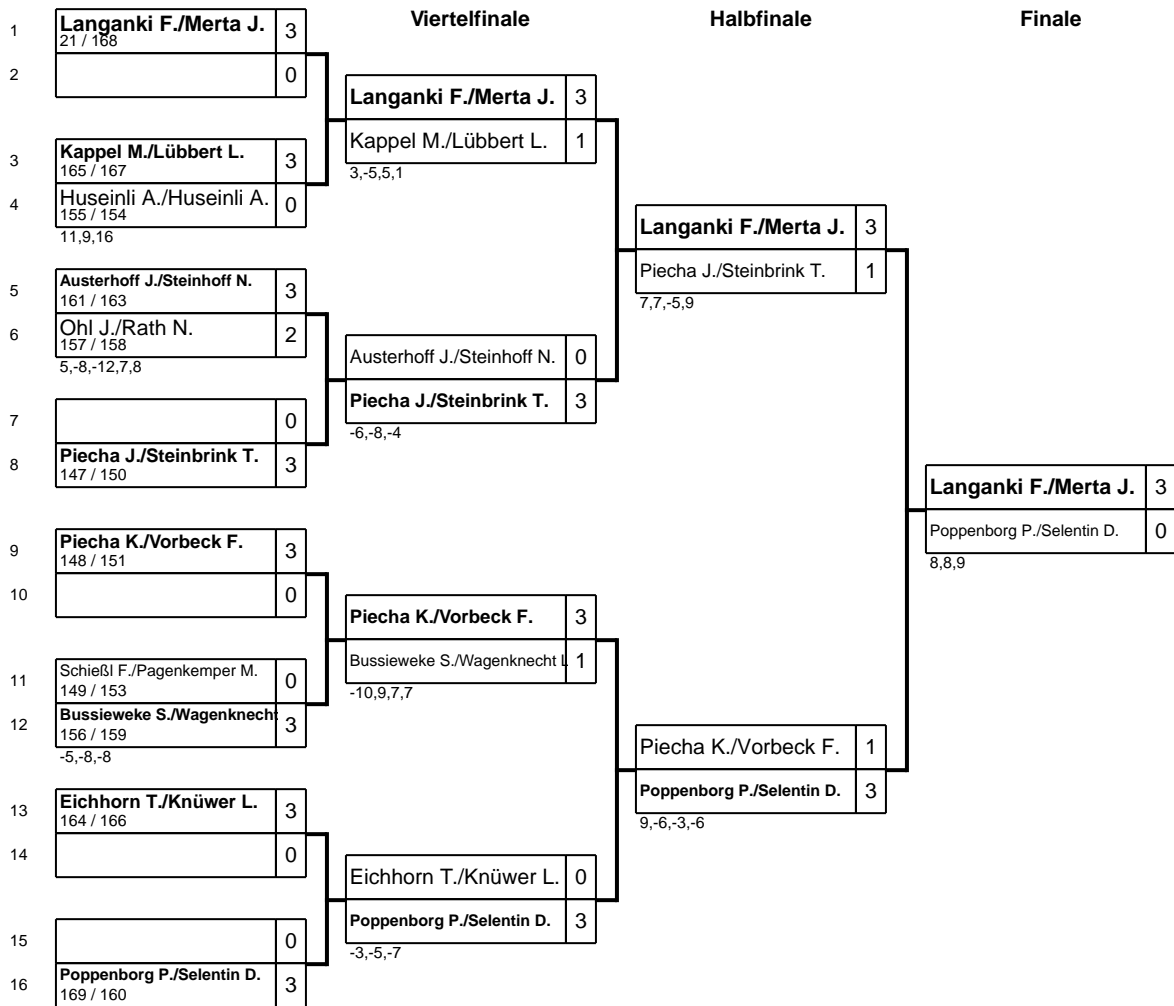 Viertelfinale
Halbfinale
Finale
1
Langanki F./Merta J. 3
21 / 168
2
0
3
Kappel M./Lübbert L. 3
165 / 167
4
Huseinli A./Huseinli A. 0
155 / 154
11,9,16
5
Austerhoff J./Steinhoff N. 3
161 / 163
6
Ohl J./Rath N. 2
157 / 158
5,-8,-12,7,8
7
0
8
Piecha J./Steinbrink T. 3
147 / 150
9
Piecha K./Vorbeck F. 3
148 / 151
10
0
11
Schießl F./Pagenkemper M. 0
149 / 153
12
Bussieweke S./Wagenknecht 3
156 / 159
-5,-8,-8
13
Eichhorn T./Knüwer L. 3
164 / 166
14
0
15
0
16
Poppenborg P./Selentin D. 3
169 / 160
Langanki F./Merta J. 3
Kappel M./Lübbert L. 1
3,-5,5,1
Austerhoff J./Steinhoff N. 0
Piecha J./Steinbrink T. 3
-6,-8,-4
Piecha K./Vorbeck F. 3
Bussieweke S./Wagenknecht L 1
-10,9,7,7
Eichhorn T./Knüwer L. 0
Poppenborg P./Selentin D. 3
-3,-5,-7
Langanki F./Merta J. 3
Piecha J./Steinbrink T. 1
7,7,-5,9
Piecha K./Vorbeck F. 1
Poppenborg P./Selentin D. 3
9,-6,-3,-6
Langanki F./Merta J. 3
Poppenborg P./Selentin D. 0
8,8,9